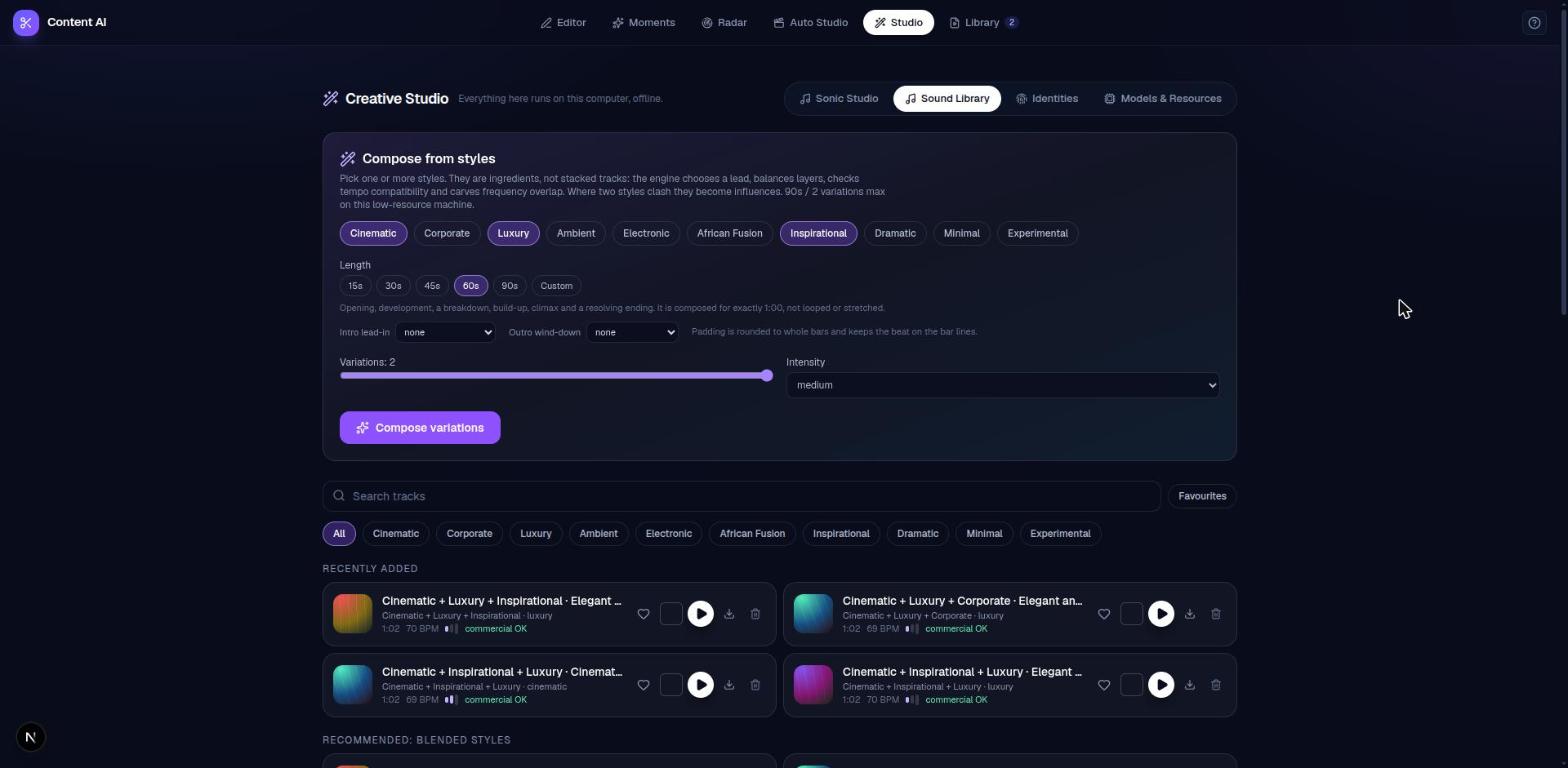 Content AI
Editor
Moments
Radar
Auto Studio
Studio
Library 2
Creative Studio
Everything here runs on this computer, offline.
Sonic Studio
Sound Library
Identities
Models & Resources
Compose from styles
Pick one or more styles. They are ingredients, not stacked tracks: the engine chooses a lead, balances layers, checks
tempo compatibility and carves frequency overlap. Where two styles clash they become influences. 90s / 2 variations max
on this low-resource machine.
Cinematic
Corporate
Luxury
Ambient
Electronic
African Fusion
Inspirational
Dramatic
Minimal
Experimental
Length
15s
30s
45s
60s
90s
Custom
Opening, development, a breakdown, build-up, climax and a resolving ending. It is composed for exactly 1:00, not looped or stretched.
Intro lead-in
none
Outro wind-down
none
Padding is rounded to whole bars and keeps the beat on the bar lines.
Variations: 2
Intensity
medium
Compose variations
Search tracks
Favourites
All
Cinematic
Corporate
Luxury
Ambient
Electronic
African Fusion
Inspirational
Dramatic
Minimal
Experimental
RECENTLY ADDED
Cinematic + Luxury + Inspirational · Elegant ...
Cinematic + Luxury + Inspirational · luxury
1:02 70 BPM commercial OK
Cinematic + Luxury + Corporate · Elegant an...
Cinematic + Luxury + Corporate · luxury
1:02 69 BPM commercial OK
Cinematic + Inspirational + Luxury · Cinemat...
Cinematic + Inspirational + Luxury · cinematic
1:02 69 BPM commercial OK
Cinematic + Inspirational + Luxury · Elegant ...
Cinematic + Inspirational + Luxury · luxury
1:02 70 BPM commercial OK
N
RECOMMENDED: BLENDED STYLES